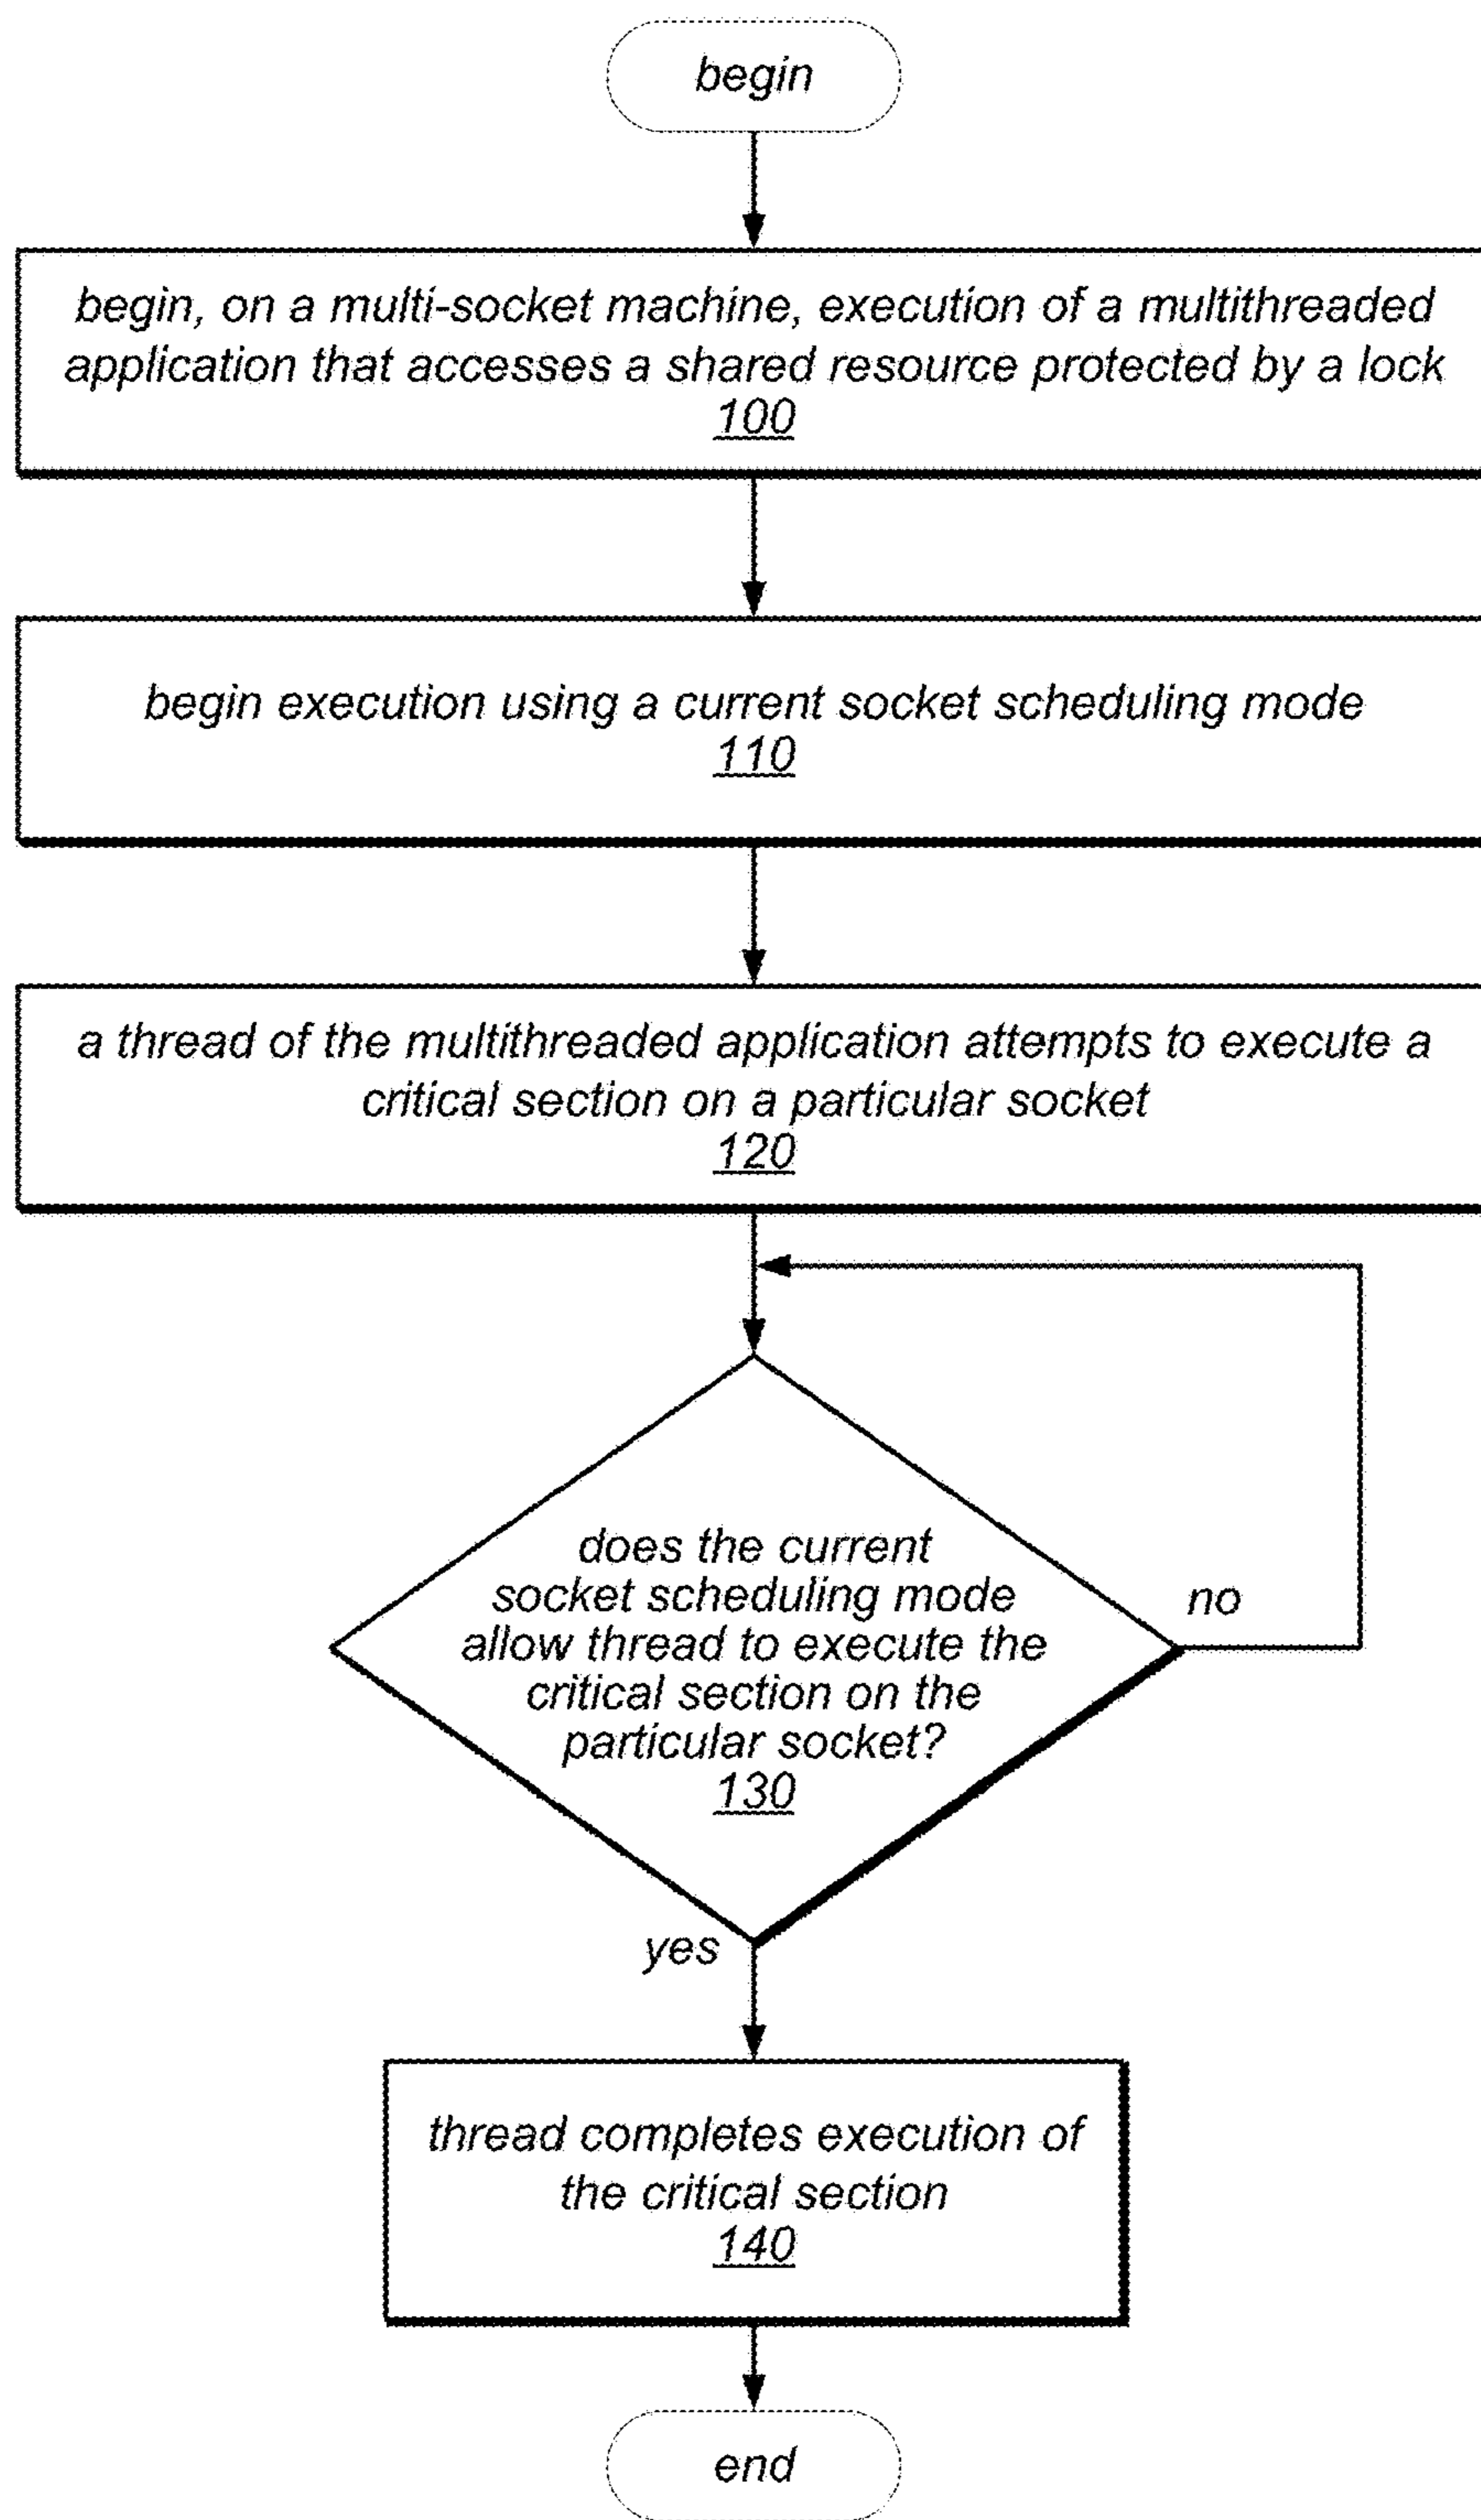 begin
begin, on a multi-socket machine, execution of a multithreaded
application that accesses a shared resource protected by a lock
100
begin execution using a current socket scheduling mode
110
a thread of the multithreaded application attempts to execute a
critical section on a particular socket
120
does the current
socket scheduling mode
allow thread to execute the
critical section on the
particular socket?
130
no
yes
thread completes execution of
the critical section
140
end